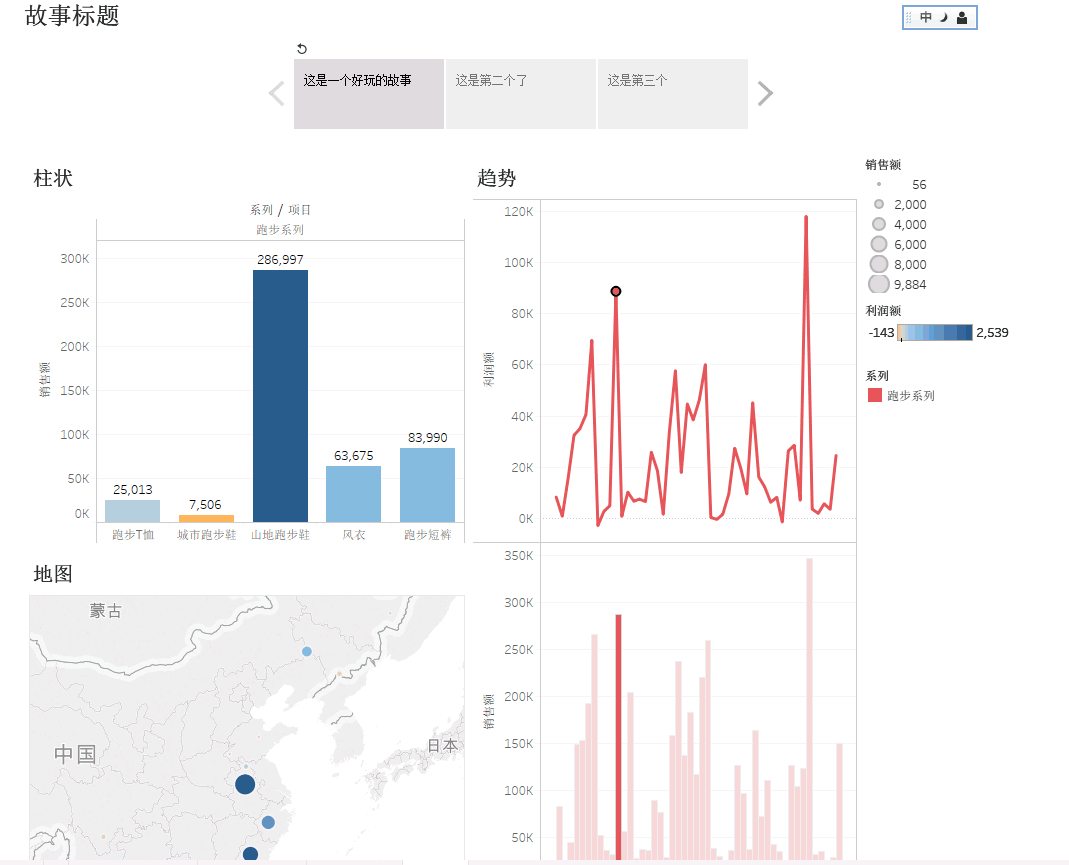 故事标题
中
这是一个好玩的故事
这是第二个了
这是第三个
柱状
系列 / 项目
跑步系列
300K
250K
200K
150K
100K
50K
0K
销售额
25,013
7,506
286,997
63,675
83,990
跑步T恤
城市跑步鞋
山地跑步鞋
风衣
跑步短裤
地图
蒙古
中国
日本
趋势
120K
100K
80K
60K
40K
20K
0K
利润额
350K
300K
250K
200K
150K
100K
50K
销售额
销售额
56
2,000
4,000
6,000
8,000
9,884
利润额
-143
2,539
系列
跑步系列